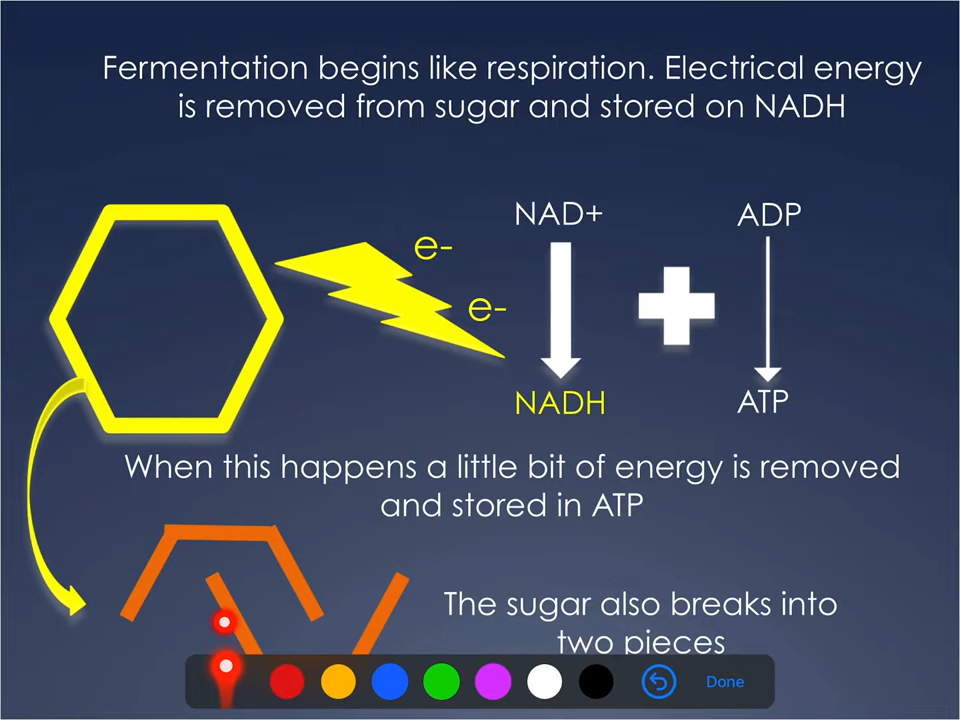 Fermentation begins like respiration. Electrical energy
is removed from sugar and stored on NADH
NAD+
ADP
e-
e-
NADH
ATP
When this happens a little bit of energy is removed
and stored in ATP
The sugar also breaks into
two pieces
Done